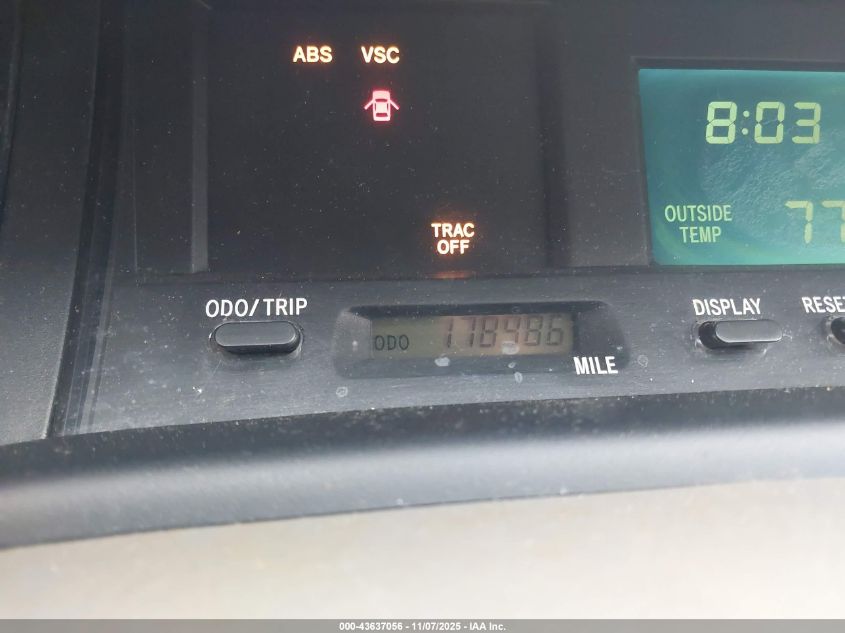 ABS VSC
8:03
TRAC
OFF
OUTSIDE
TEMP
77
ODO/TRIP
DISPLAY
ODO 118486
MILE
000-43637056 - 11/07/2025 - IAA Inc.